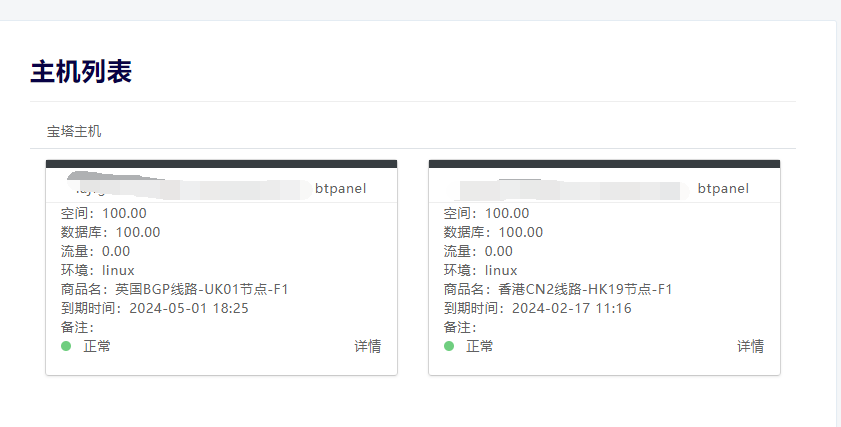 主机列表
宝塔主机
btpanel
空间：100.00
数据库：100.00
流量：0.00
环境：linux
商品名：英国BGP线路-UK01节点-F1
到期时间：2024-05-01 18:25
备注：
正常 详情
btpanel
空间：100.00
数据库：100.00
流量：0.00
环境：linux
商品名：香港CN2线路-HK19节点-F1
到期时间：2024-02-17 11:16
备注：
正常 详情